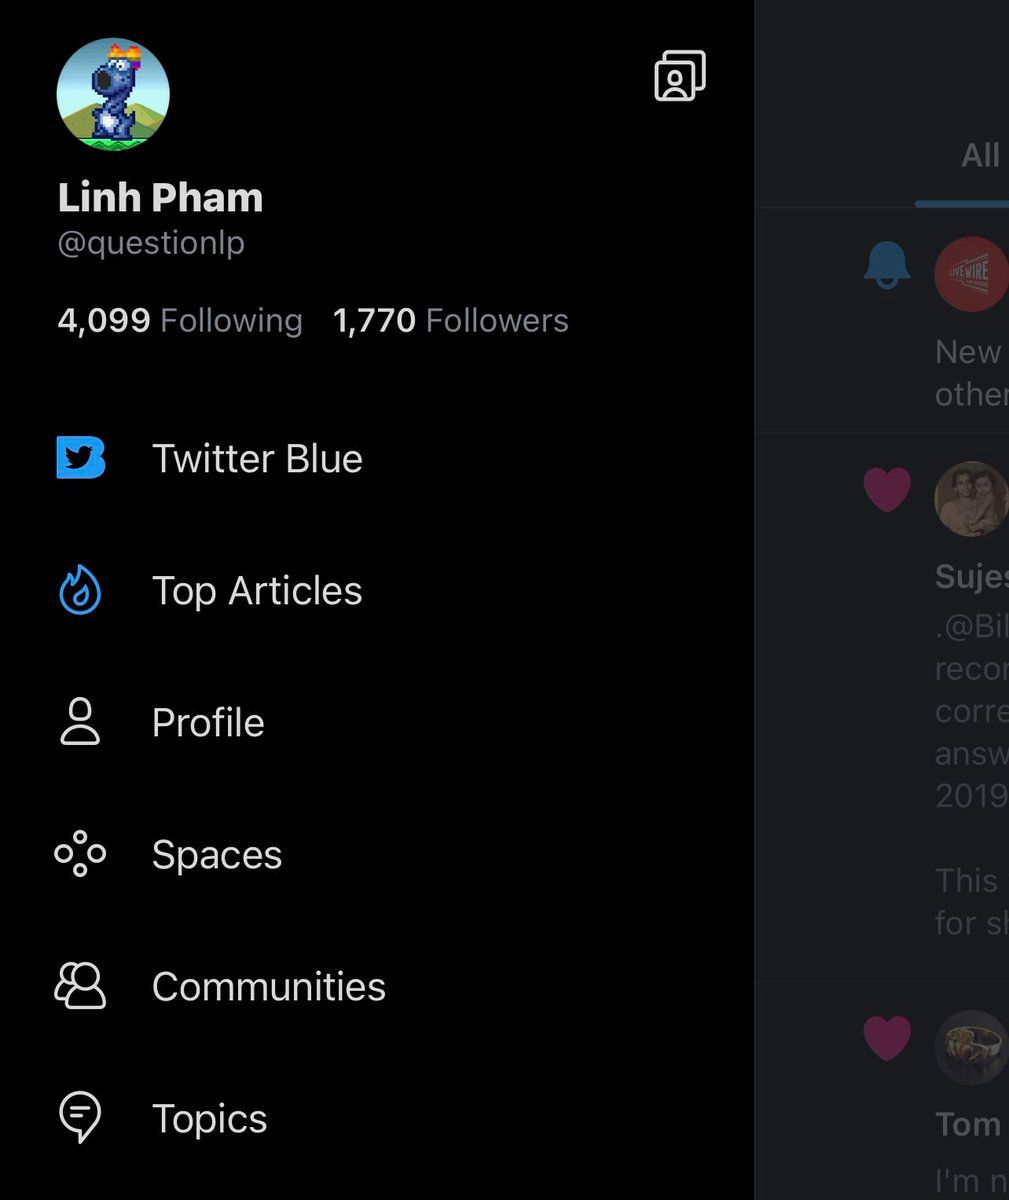 Linh Pham
@questionlp
4,099 Following 1,770 Followers
Twitter Blue
Top Articles
Profile
Spaces
Communities
Topics
All
LIVEWIRE
New
other
Sujes
.@Bil
recor
corre
answ
2019
This
for sh
Tom
I'm n